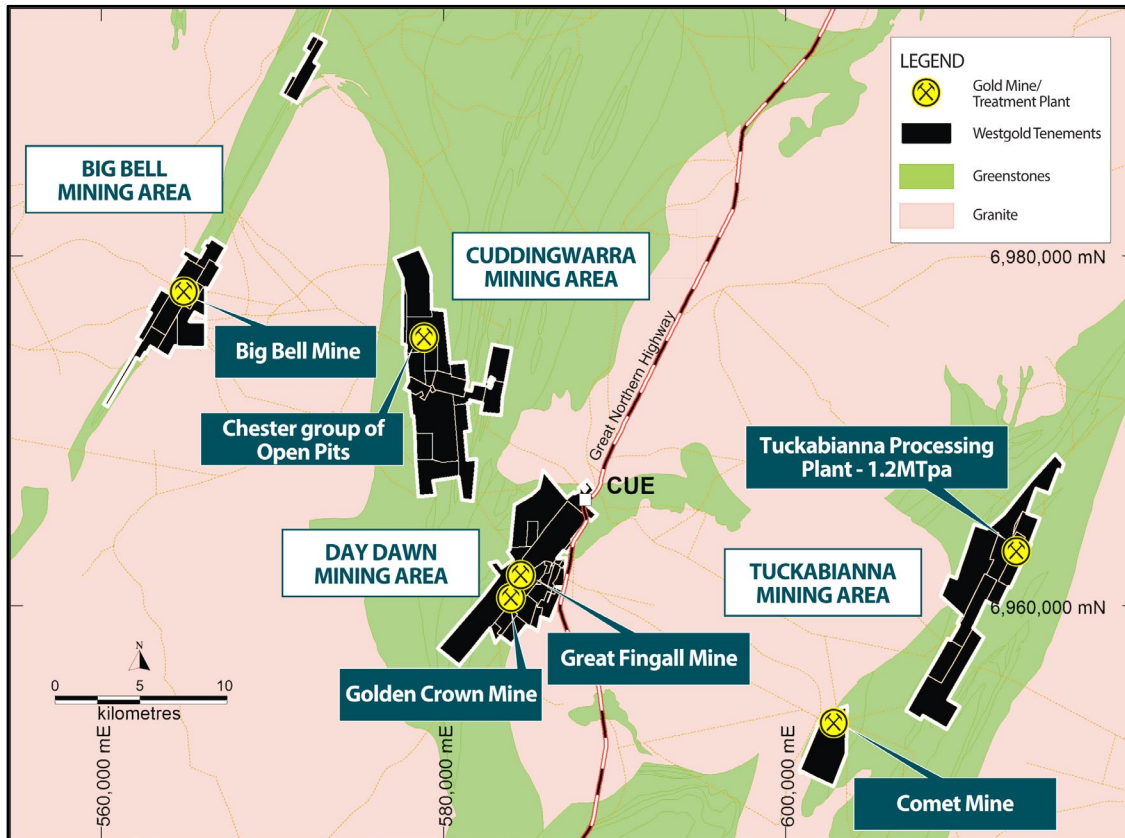 LEGEND
Gold Mine/
Treatment Plant
Westgold Tenements
Greenstones
Granite
BIG BELL
MINING AREA
CUDDINGWARRA
MINING AREA
6,980,000 mN
Big Bell Mine
Great Northern Highway
Chester group of
Open Pits
Tuckabianna Processing
Plant - 1.2MTpa
CUE
DAY DAWN
MINING AREA
TUCKABIANNA
MINING AREA
6,960,000 mN
Great Fingall Mine
Golden Crown Mine
N
0 5 10
kilometres
560,000 mE
580,000 mE
600,000 mE
Comet Mine